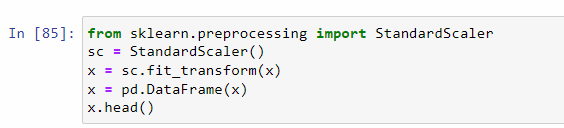 In [85]: from sklearn.preprocessing import StandardScaler
sc = StandardScaler()
x = sc.fit_transform(x)
x = pd.DataFrame(x)
x.head()